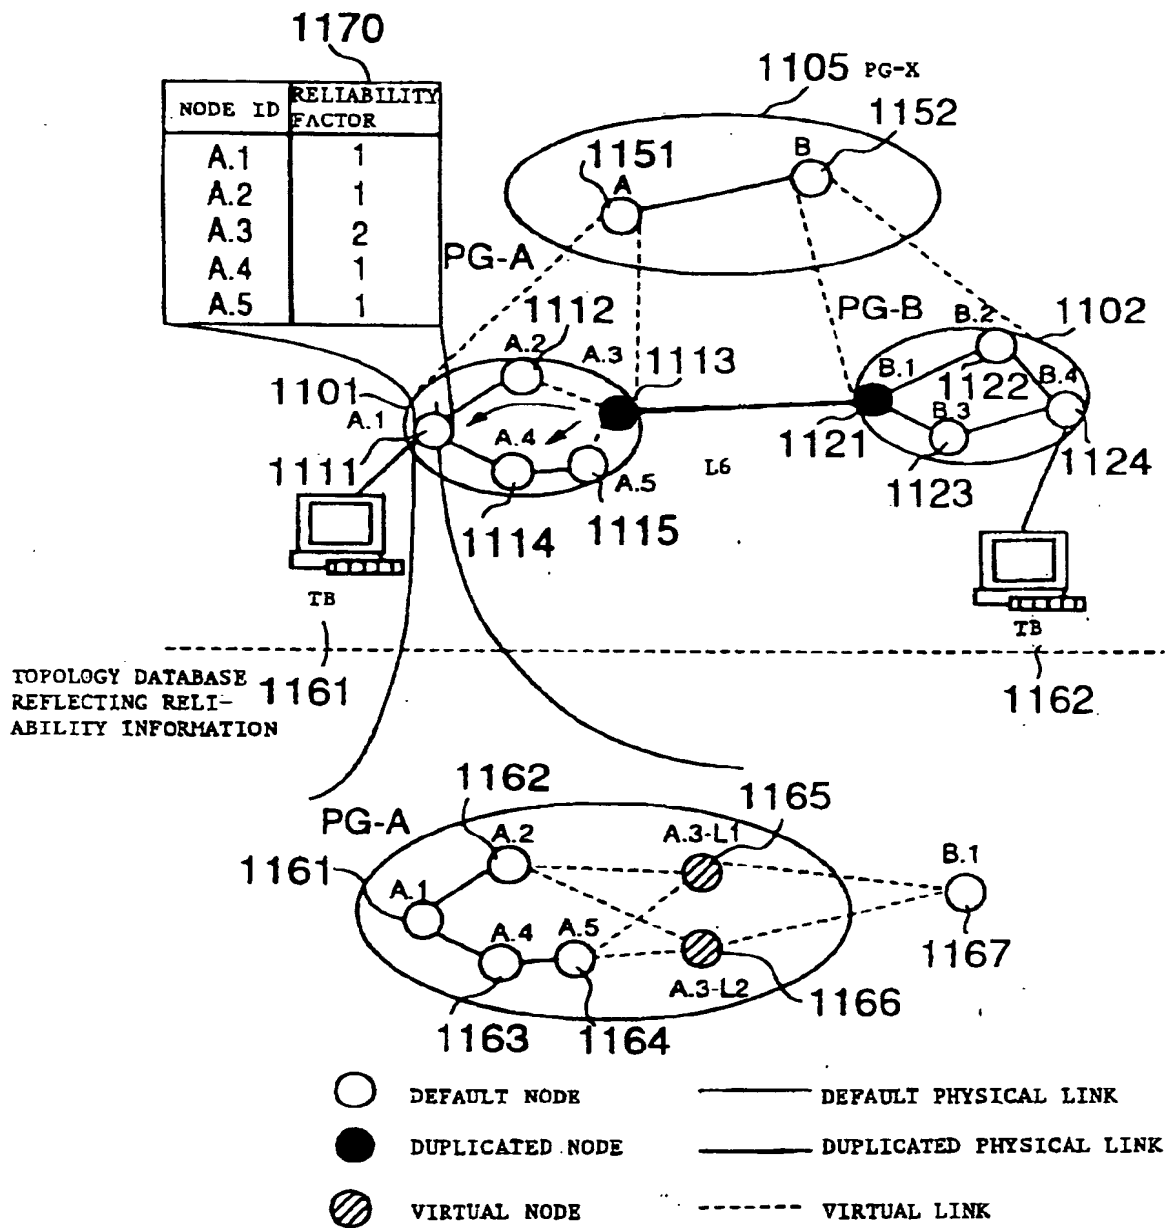 1170
NODE ID RELIABILITY FACTOR
A.1 1
A.2 1
A.3 2
A.4 1
A.5 1
1105 PG-X
1152
1151
B
A
PG-A
PG-B
1112
1113
1102
1101
A.2
A.3
B.2
A.1
B.1
1122
B.4
1111
A.4
1121
B.3
A.5
L6
1123
1124
1114
1115
TB
TB
1161
1162
TOPOLOGY DATABASE
REFLECTING RELI-
ABILITY INFORMATION
1162
1165
PG-A
A.2
A.3-L1
B.1
1161
A.1
A.4
A.5
1167
A.3-L2
1166
1163
1164
DEFAULT NODE
DEFAULT PHYSICAL LINK
DUPLICATED NODE
DUPLICATED PHYSICAL LINK
VIRTUAL NODE
VIRTUAL LINK